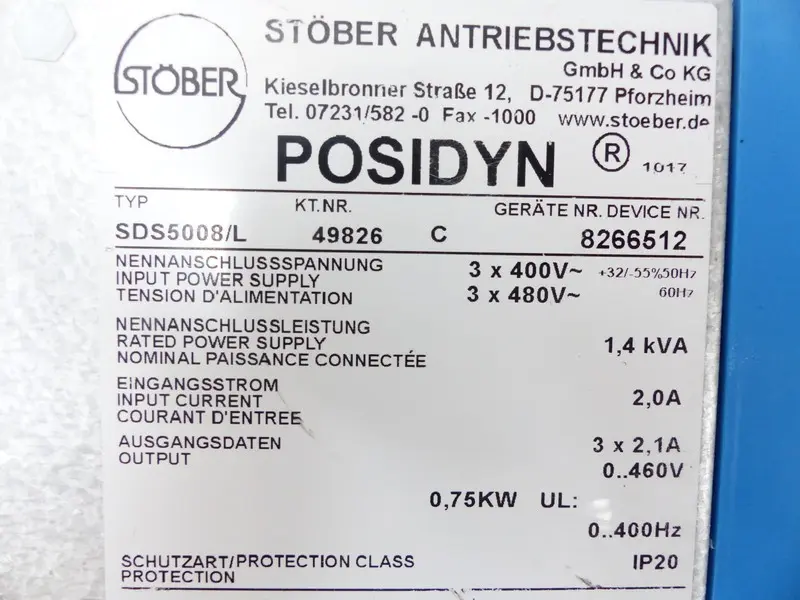 STÖBER
STÖBER ANTRIEBSTECHNIK
GmbH & Co KG
Kieselbronner Straße 12, D-75177 Pforzheim
Tel. 07231/582 -0 Fax -1000 www.stoeber.de
POSIDYN ® 1017
TYP KT.NR. GERÄTE NR. DEVICE NR.
SDS5008/L 49826 C 8266512
NENNANSCHLUSSSPANNUNG 3 x 400V~ +32/-55%50Hz
INPUT POWER SUPPLY 3 x 480V~ 60Hz
TENSION D'ALIMENTATION
NENNANSCHLUSSLEISTUNG
RATED POWER SUPPLY 1,4 kVA
NOMINAL PAISSANCE CONNECTÉE
EINGANGSSTROM
INPUT CURRENT 2,0A
COURANT D'ENTREE
AUSGANGSDATEN 3 x 2,1A
OUTPUT 0..460V
0,75KW UL:
0..400Hz
SCHUTZART/PROTECTION CLASS IP20
PROTECTION